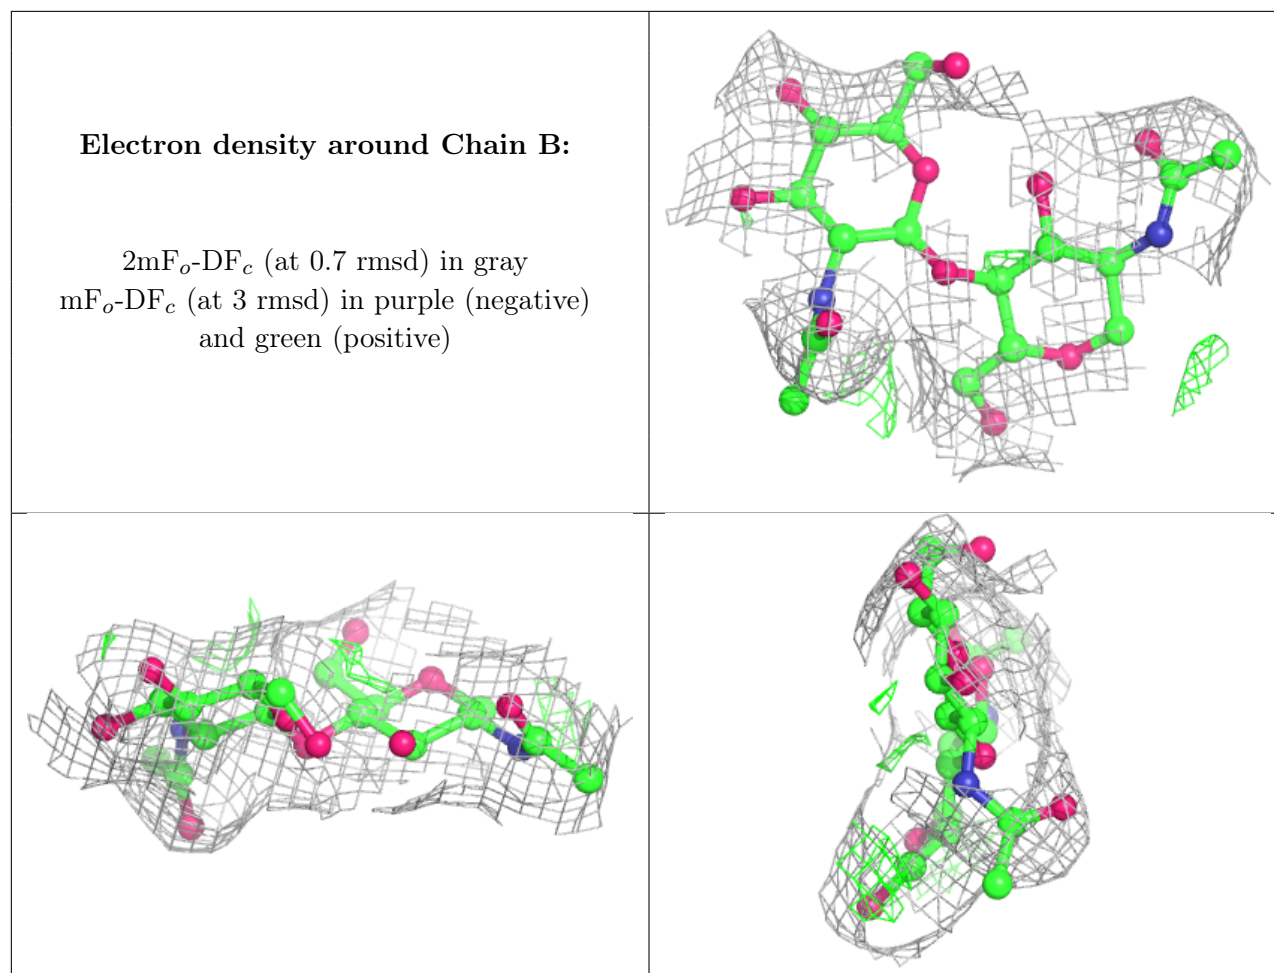 Electron density around Chain B:
2mFo-DFc (at 0.7 rmsd) in gray
mFo-DFc (at 3 rmsd) in purple (negative)
and green (positive)